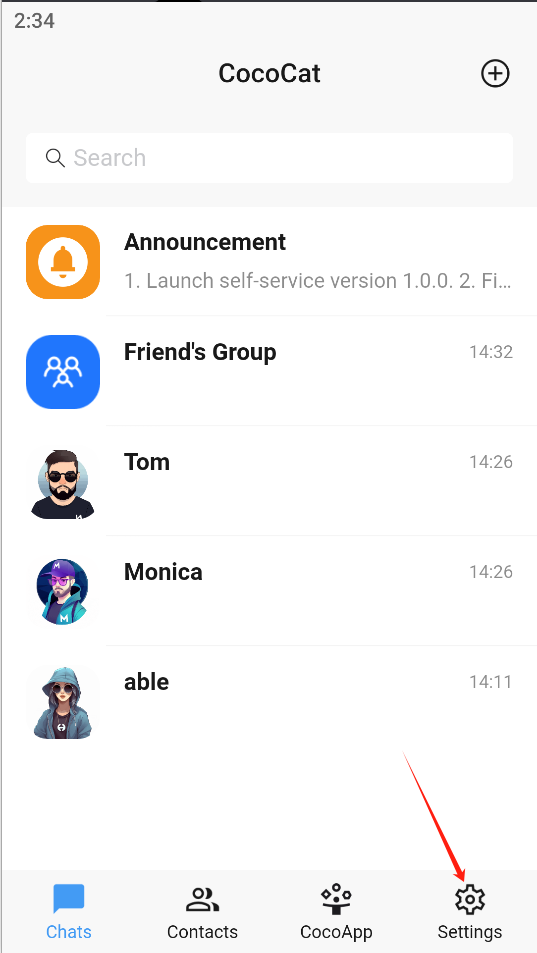 2:34
CocoCat
Search
Announcement
1. Launch self-service version 1.0.0. 2. Fi...
Friend's Group 14:32
Tom 14:26
Monica 14:26
able 14:11
Chats Contacts CocoApp Settings